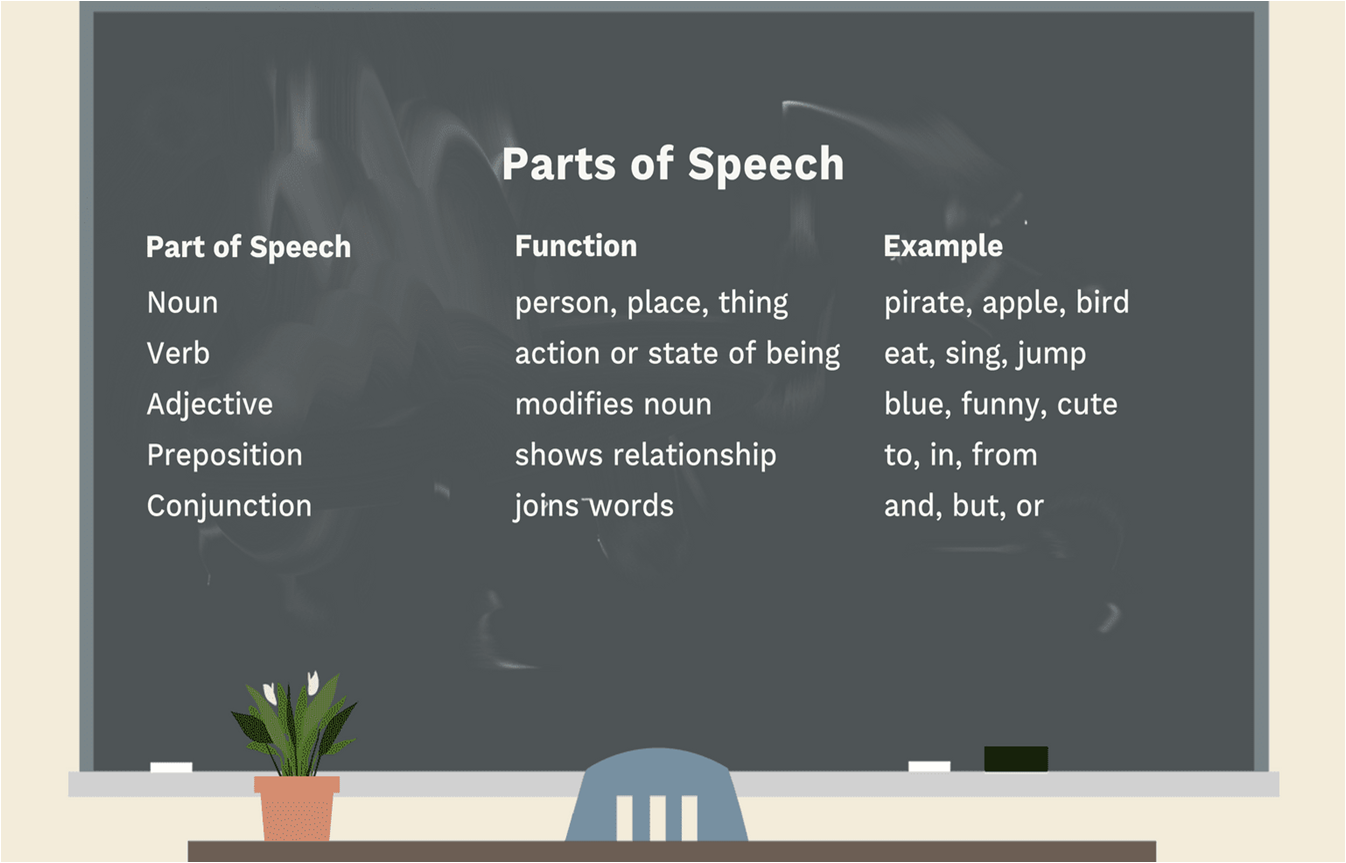 Parts of Speech
Part of Speech Function Example
Noun person, place, thing pirate, apple, bird
Verb action or state of being eat, sing, jump
Adjective modifies noun blue, funny, cute
Preposition shows relationship to, in, from
Conjunction joins words and, but, or